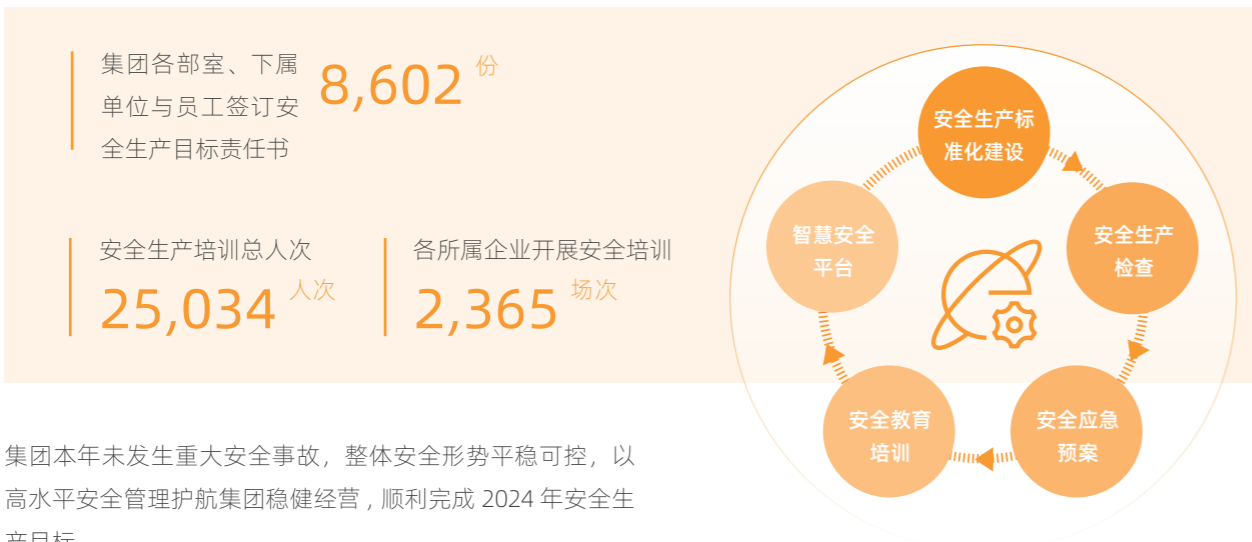 集团各部室、下属
单位与员工签订安
全生产目标责任书
8,602 份
安全生产培训总人次
25,034 人次
各所属企业开展安全培训
2,365 场次
集团本年未发生重大安全事故，整体安全形势平稳可控，以
高水平安全管理护航集团稳健经营 , 顺利完成 2024 年安全生
产目标
安全生产标
准化建设
安全生产
检查
安全应急
预案
安全教育
培训
智慧安全
平台